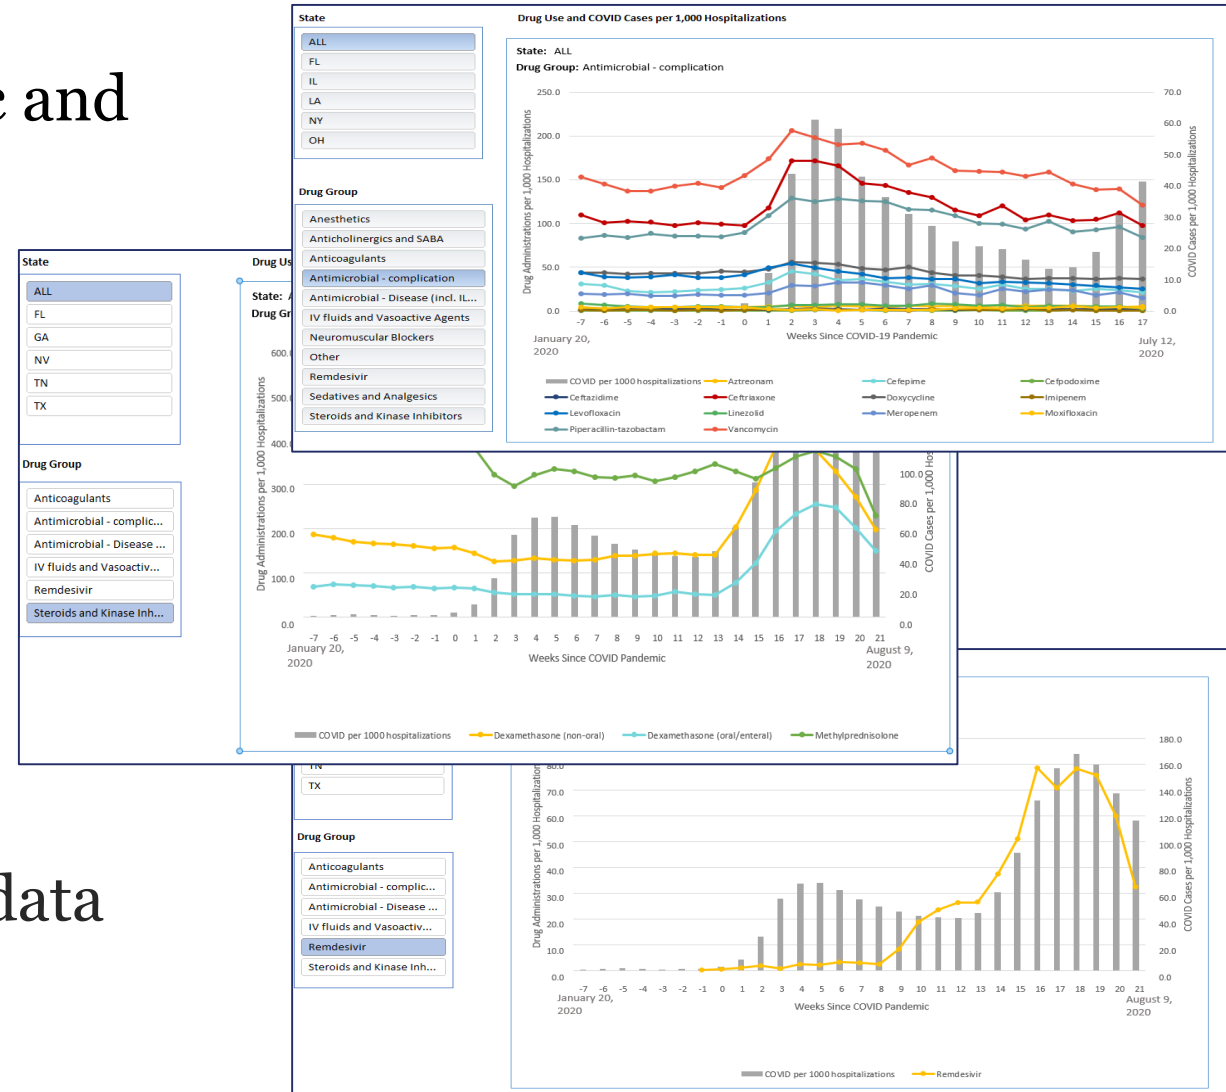 and
data
State
ALL
FL
IL
LA
NY
OH
Drug Group
Anesthetics
Anticholinergics and SABA
Anticoagulants
Antimicrobial - complication
Antimicrobial - Disease (incl. IL...
IV fluids and Vasoactive Agents
Neuromuscular Blockers
Other
Remdesivir
Sedatives and Analgesics
Steroids and Kinase Inhibitors
Drug Use and COVID Cases per 1,000 Hospitalizations
State: ALL
Drug Group: Antimicrobial - complication
Drug Administrations per 1,000 Hospitalizations
250.0
200.0
150.0
100.0
50.0
0.0
70.0
60.0
50.0
40.0
30.0
20.0
10.0
0.0
COVID Cases per 1,000 Hospitalizations
-7 -6 -5 -4 -3 -2 -1 0 1 2 3 4 5 6 7 8 9 10 11 12 13 14 15 16 17
January 20,
2020
Weeks Since COVID-19 Pandemic
July 12,
2020
COVID per 1000 hospitalizations Aztreonam Cefepime Cefpodoxime
Ceftazidime Ceftriaxone Doxycycline Imipenem
Levofloxacin Linezolid Meropenem Moxifloxacin
Piperacillin-tazobactam Vancomycin
State
ALL
FL
GA
NV
TN
TX
Drug Group
Anticoagulants
Antimicrobial - complic...
Antimicrobial - Disease ...
IV fluids and Vasoactiv...
Remdesivir
Steroids and Kinase Inh...
Drug
State:
Drug
Drug Administrations per 1,000 Hospitalizations
600.
500.
400.
300.0
200.0
100.0
0.0
100.0
80.0
60.0
40.0
20.0
0.0
COVID Cases per 1,000
-7 -6 -5 -4 -3 -2 -1 0 1 2 3 4 5 6 7 8 9 10 11 12 13 14 15 16 17 18 19 20 21
January 20,
2020
Weeks Since COVID Pandemic
August 9,
2020
COVID per 1000 hospitalizations Dexamethasone (non-oral) Dexamethasone (oral/enteral) Methylprednisolone
TN
TX
Drug Group
Anticoagulants
Antimicrobial - complic...
Antimicrobial - Disease ...
IV fluids and Vasoactiv...
Remdesivir
Steroids and Kinase Inh...
Drug Administrations per 1,000 Hospitalizations
80.0
70.0
60.0
50.0
40.0
30.0
20.0
10.0
0.0
180.0
160.0
140.0
120.0
100.0
80.0
60.0
40.0
20.0
0.0
COVID Cases per 1,000 Hospitalizations
-7 -6 -5 -4 -3 -2 -1 0 1 2 3 4 5 6 7 8 9 10 11 12 13 14 15 16 17 18 19 20 21
January 20,
2020
Weeks Since COVID Pandemic
August 9,
2020
COVID per 1000 hospitalizations Remdesivir